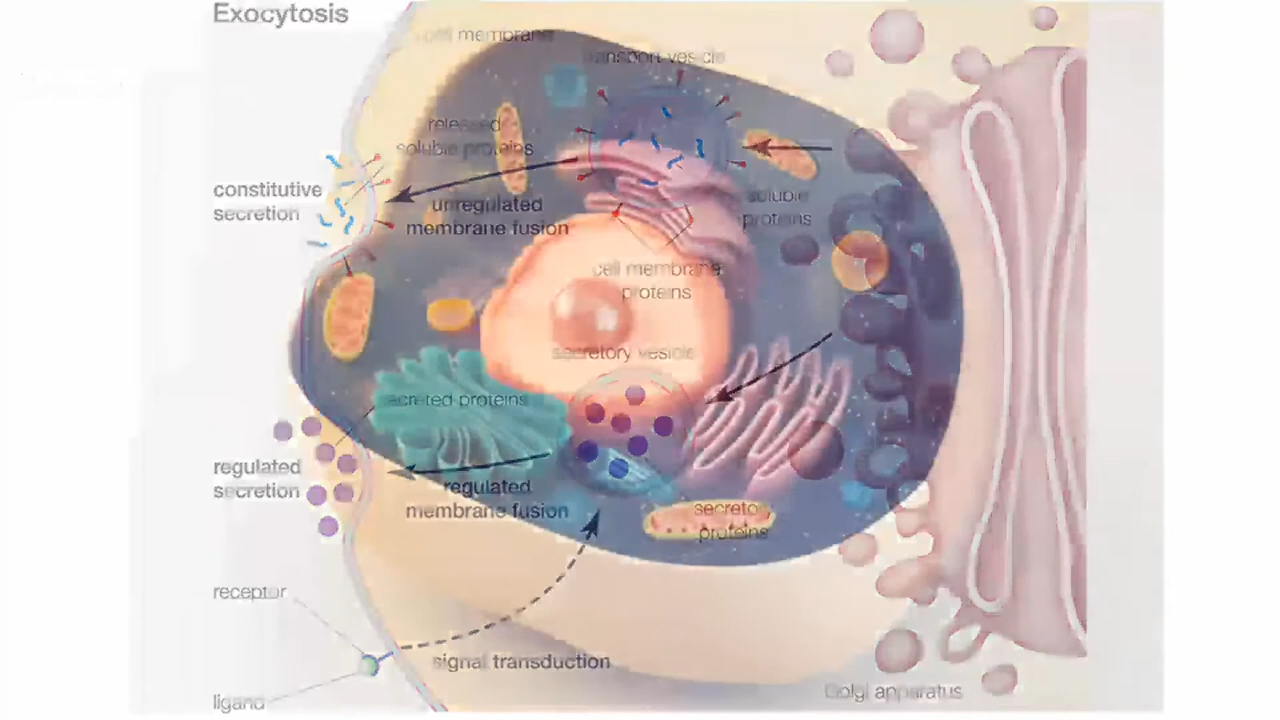 Exocytosis
cell membrane
transport vesicle
released
soluble proteins
constitutive
secretion
unregulated
membrane fusion
soluble
proteins
cell membrane
proteins
secretory vesicle
secreted proteins
regulated
secretion
regulated
membrane fusion
secretory
proteins
receptor
signal transduction
ligand
Golgi apparatus